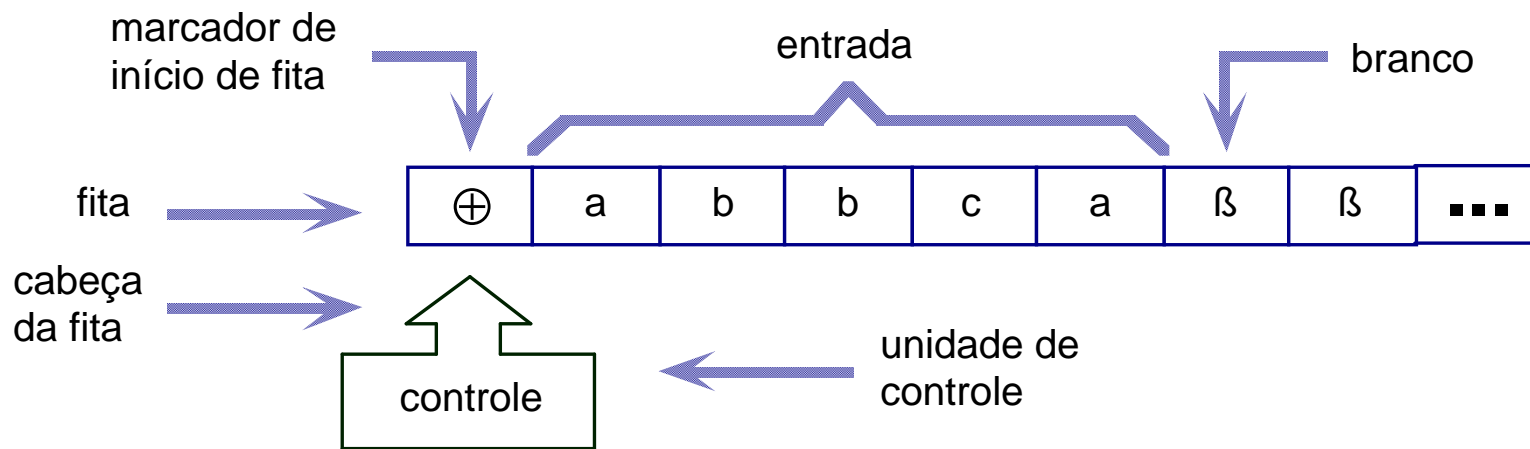 marcador de
início de fita
entrada
branco
fita
⊕ a b b c a ß ß ...
cabeça
da fita
controle
unidade de
controle